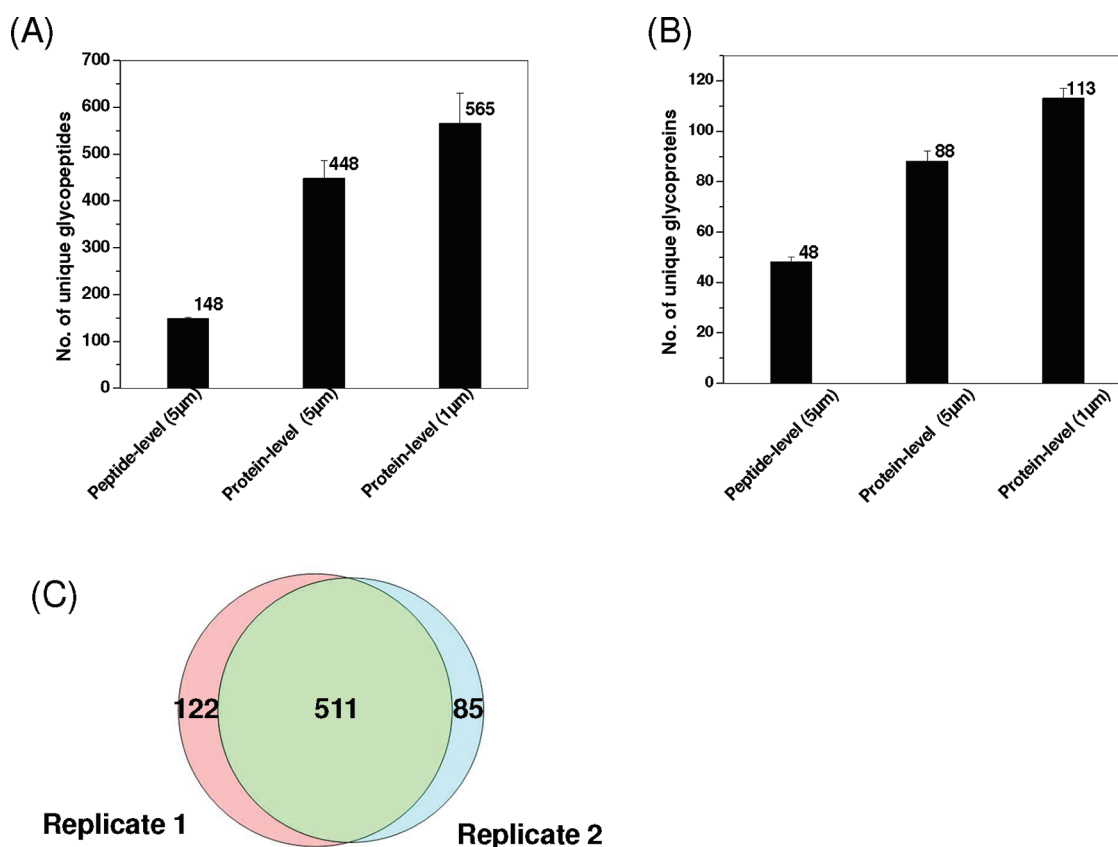 (A)
No. of unique glycopeptides
700
600
500
400
300
200
100
0
148
448
565
Peptide-level (5µm)
Protein-level (5µm)
Protein-level (1µm)
(B)
No. of unique glycoproteins
120
100
80
60
40
20
0
48
88
113
Peptide-level (5µm)
Protein-level (5µm)
Protein-level (1µm)
(C)
122
511
85
Replicate 1
Replicate 2